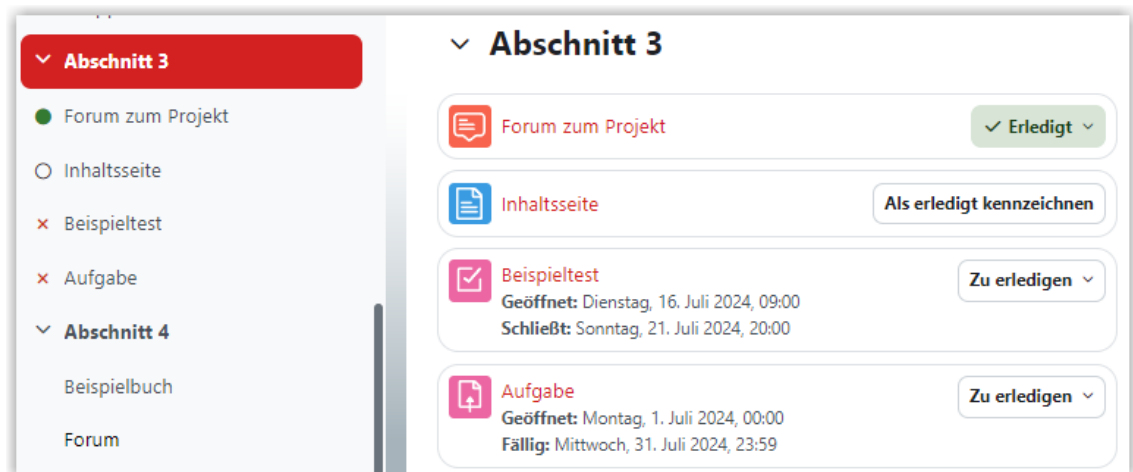 Abschnitt 3
Forum zum Projekt
Inhaltsseite
Beispieltest
Aufgabe
Abschnitt 4
Beispielbuch
Forum
Abschnitt 3
Forum zum Projekt
Erledigt
Inhaltsseite
Als erledigt kennzeichnen
Beispieltest
Zu erledigen
Geöffnet: Dienstag, 16. Juli 2024, 09:00
Schließt: Sonntag, 21. Juli 2024, 20:00
Aufgabe
Zu erledigen
Geöffnet: Montag, 1. Juli 2024, 00:00
Fällig: Mittwoch, 31. Juli 2024, 23:59